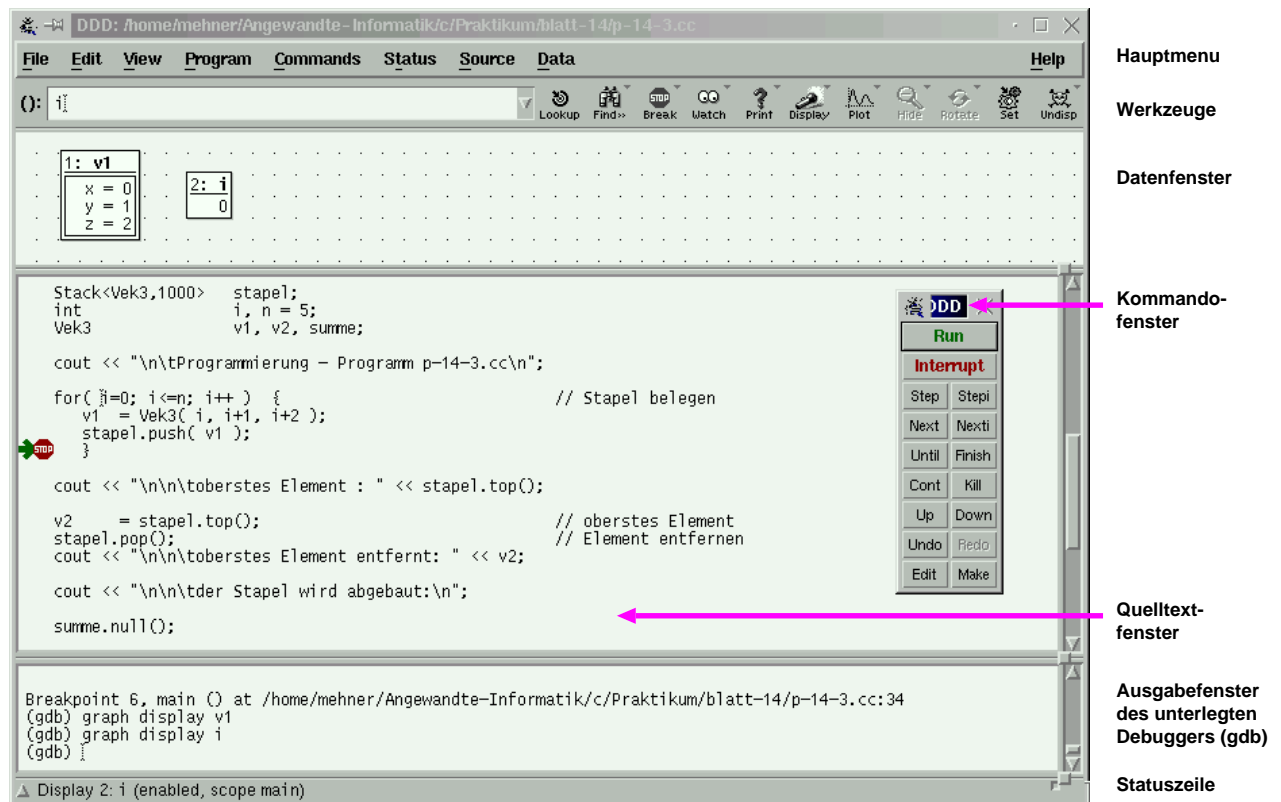 DDD: /home/mehner/Angewandte-Informatik/c/Praktikum/blatt-14/p-14-3.cc
File Edit View Program Commands Status Source Data Help
Hauptmenu
(): i
Lookup Find>> Break Watch Print Display Plot Hide Rotate Set Undisp
STOP
Werkzeuge
1: v1
x = 0
y = 1
z = 2
2: i
0
Datenfenster
Stack<Vek3,1000> stapel;
int i, n = 5;
Vek3 v1, v2, summe;
cout << "\n\tProgrammierung – Programm p–14–3.cc\n";
for( i=0; i<=n; i++ ) { // Stapel belegen
v1 = Vek3( i, i+1, i+2 );
stapel.push( v1 );
STOP }
cout << "\n\n\toberstes Element : " << stapel.top();
v2 = stapel.top(); // oberstes Element
stapel.pop(); // Element entfernen
cout << "\n\n\toberstes Element entfernt: " << v2;
cout << "\n\n\tder Stapel wird abgebaut:\n";
summe.null();
DDD
Run
Interrupt
Step Stepi
Next Nexti
Until Finish
Cont Kill
Up Down
Undo Redo
Edit Make
Kommando-
fenster
Quelltext-
fenster
Breakpoint 6, main () at /home/mehner/Angewandte–Informatik/c/Praktikum/blatt–14/p–14–3.cc:34
(gdb) graph display v1
(gdb) graph display i
(gdb)
Ausgabefenster
des unterlegten
Debuggers (gdb)
Display 2: i (enabled, scope main)
Statuszeile